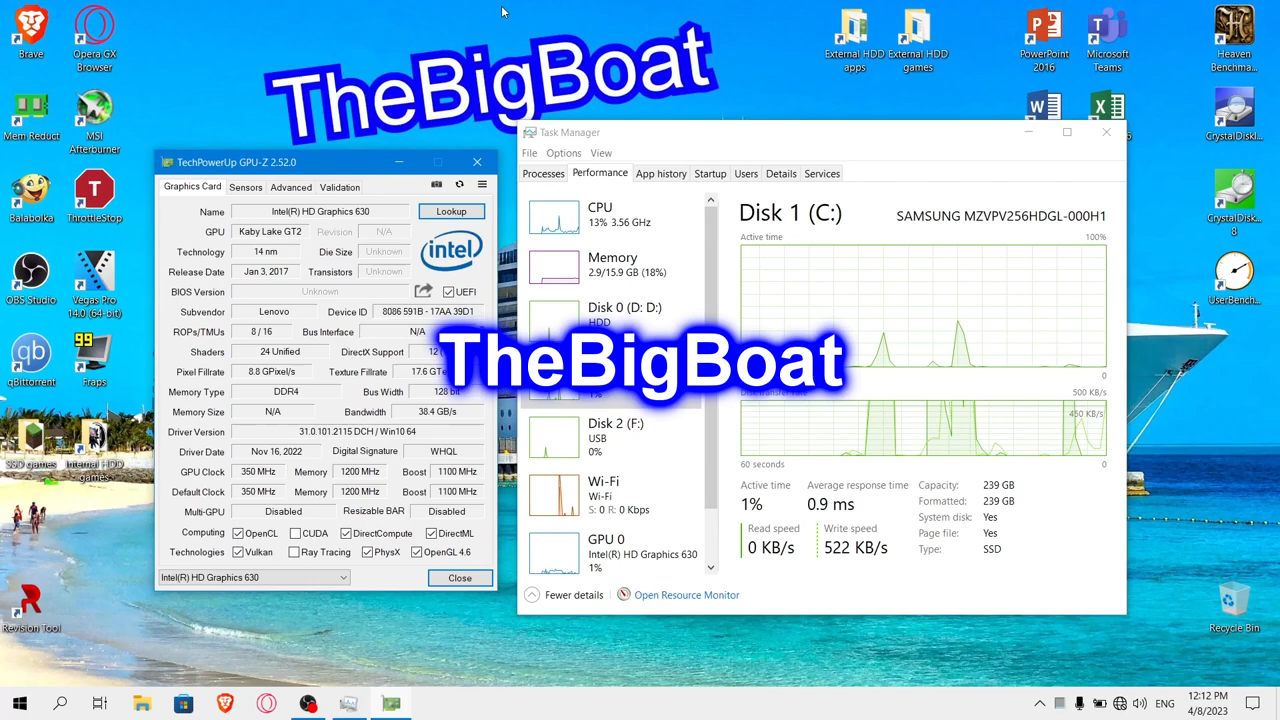 Brave
Opera GX
Browser
External HDD
apps
External HDD
games
PowerPoint
2016
Microsoft
Teams
Heaven
Benchma...
TheBigBoat
Mem Reduct
MSI
Afterburner
CrystalDiskI...
Balabolka
ThrottleStop
CrystalDisk...
8
OBS Studio
Vegas Pro
14.0 (64-bit)
UserBench...
qBittorrent
99
Fraps
SSD games
Internal HDD
games
Revision Tool
Recycle Bin
TechPowerUp GPU-Z 2.52.0
Graphics Card
Sensors
Advanced
Validation
Name
Intel(R) HD Graphics 630
Lookup
GPU
Kaby Lake GT2
Revision
N/A
Technology
14 nm
Die Size
Unknown
intel
Release Date
Jan 3, 2017
Transistors
Unknown
BIOS Version
Unknown
UEFI
Subvendor
Lenovo
Device ID
8086 591B - 17AA 39D1
ROPs/TMUs
8 / 16
Bus Interface
N/A
Shaders
24 Unified
DirectX Support
Pixel Fillrate
8.8 GPixel/s
Texture Fillrate
17.6 GTe
Memory Type
DDR4
Bus Width
128 bit
Memory Size
N/A
Bandwidth
38.4 GB/s
Driver Version
31.0.101.2115 DCH / Win10 64
Driver Date
Nov 16, 2022
Digital Signature
WHQL
GPU Clock
350 MHz
Memory
1200 MHz
Boost
1100 MHz
Default Clock
350 MHz
Memory
1200 MHz
Boost
1100 MHz
Multi-GPU
Disabled
Resizable BAR
Disabled
Computing
OpenCL
CUDA
DirectCompute
DirectML
Technologies
Vulkan
Ray Tracing
PhysX
OpenGL 4.6
Intel(R) HD Graphics 630
Close
TheBigBoat
Task Manager
File
Options
View
Processes
Performance
App history
Startup
Users
Details
Services
CPU
13% 3.56 GHz
Memory
2.9/15.9 GB (18%)
Disk 0 (D: D:)
HDD
1%
Disk 2 (F:)
USB
0%
Wi-Fi
Wi-Fi
S: 0 R: 0 Kbps
GPU 0
Intel(R) HD Graphics 630
1%
Disk 1 (C:)
SAMSUNG MZVPV256HDGL-000H1
Active time
100%
0
Disk transfer rate
500 KB/s
450 KB/s
60 seconds
0
Active time
1%
Average response time
0.9 ms
Read speed
0 KB/s
Write speed
522 KB/s
Capacity:
239 GB
Formatted:
239 GB
System disk:
Yes
Page file:
Yes
Type:
SSD
Fewer details
Open Resource Monitor
ENG
12:12 PM
4/8/2023